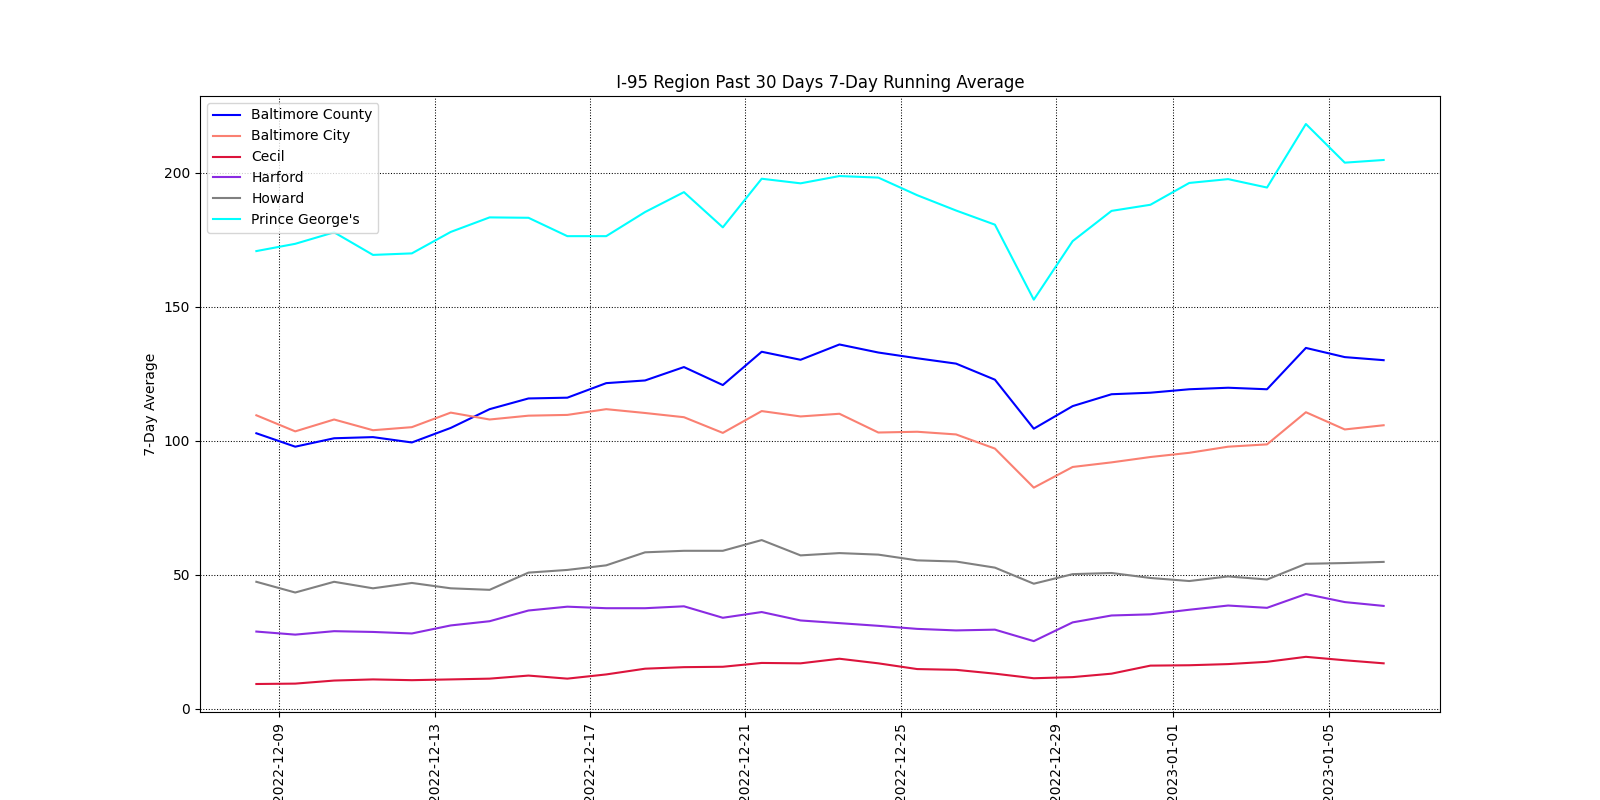 I-95 Region Past 30 Days 7-Day Running Average
Baltimore County
Baltimore City
Cecil
Harford
Howard
Prince George's
200
150
100
50
0
7-Day Average
2022-12-09
2022-12-13
2022-12-17
2022-12-21
2022-12-25
2022-12-29
2023-01-01
2023-01-05